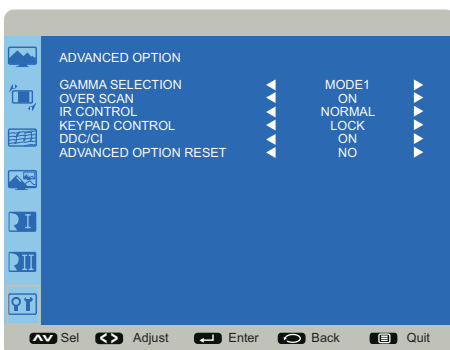 ADVANCED OPTION
GAMMA SELECTION MODE1
OVER SCAN ON
IR CONTROL NORMAL
KEYPAD CONTROL LOCK
DDC/CI ON
ADVANCED OPTION RESET NO
Sel Adjust Enter Back Quit